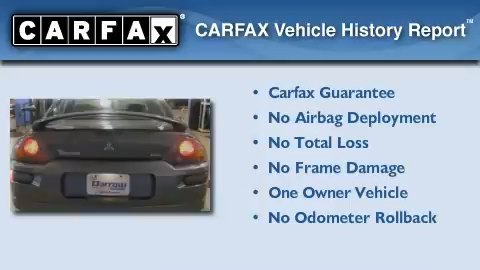 CARFAX® CARFAX Vehicle History Report™
• Carfax Guarantee
• No Airbag Deployment
• No Total Loss
• No Frame Damage
• One Owner Vehicle
• No Odometer Rollback
Darrow